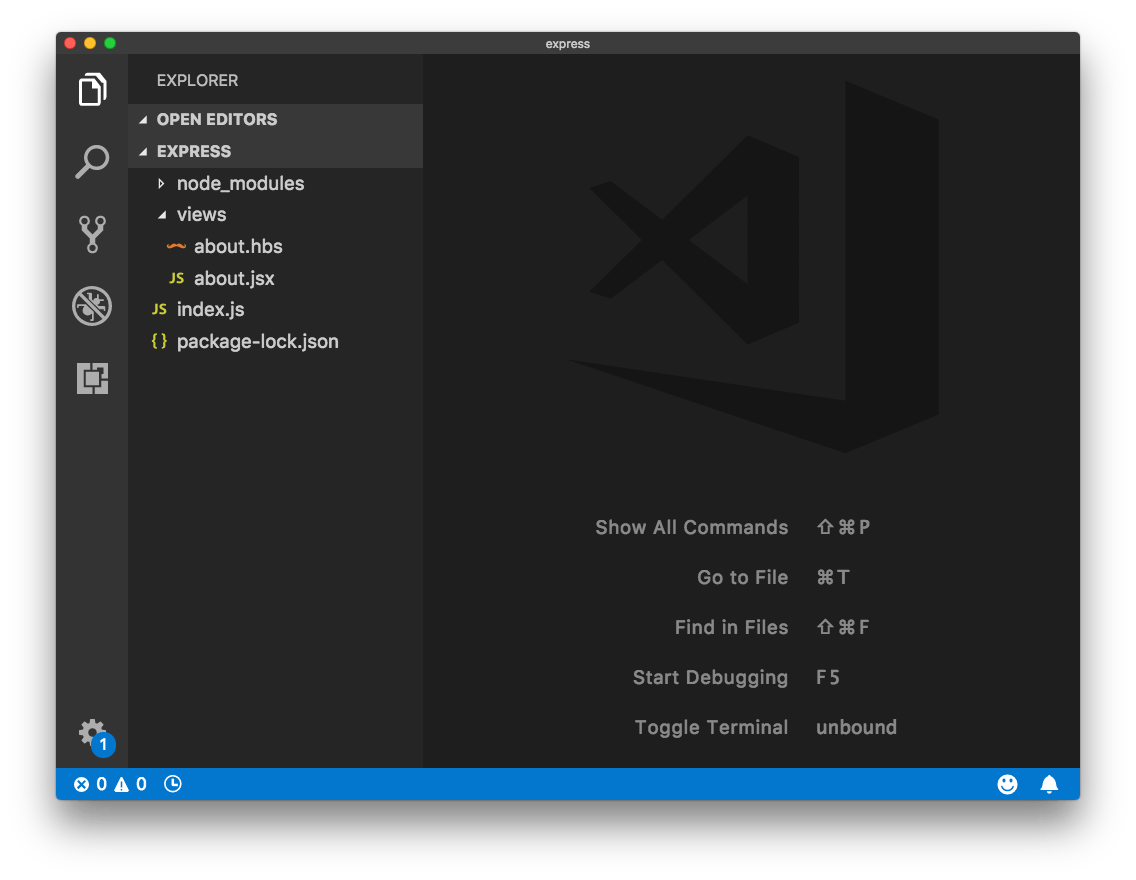 express
EXPLORER
OPEN EDITORS
EXPRESS
node_modules
views
about.hbs
JS about.jsx
JS index.js
{ } package-lock.json
Show All Commands ⇧⌘P
Go to File ⌘T
Find in Files ⇧⌘F
Start Debugging F5
Toggle Terminal unbound
1
0 0